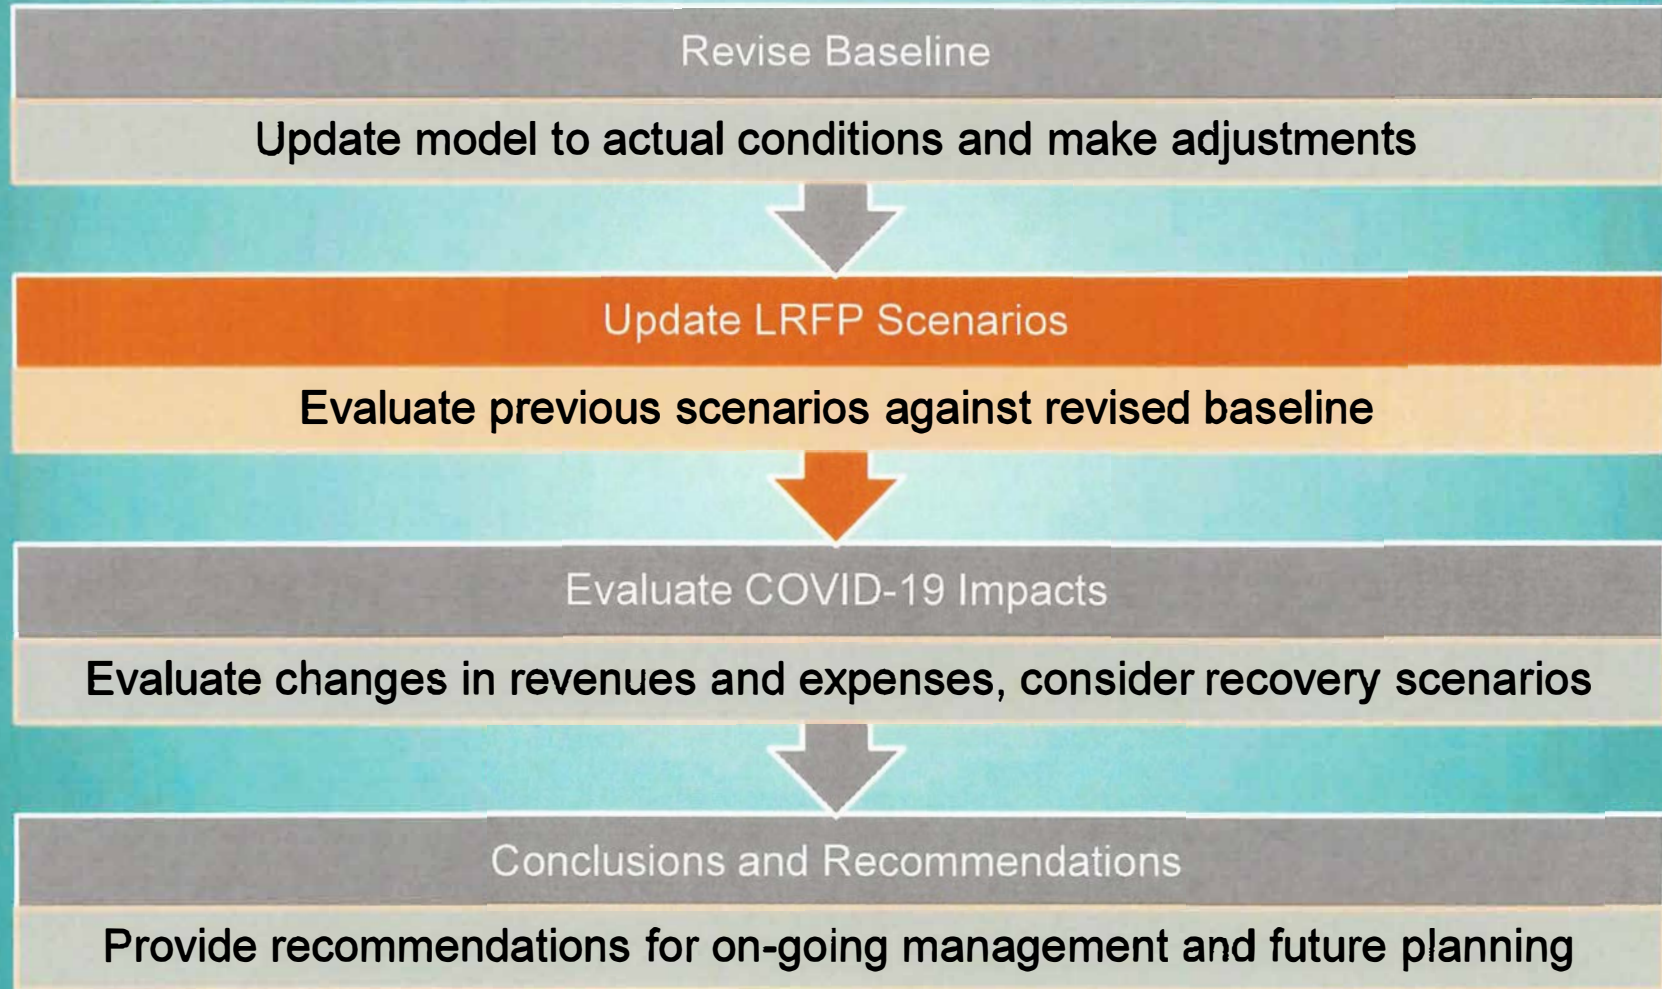 Revise Baseline
Update model to actual conditions and make adjustments
Update LRFP Scenarios
Evaluate previous scenarios against revised baseline
Evaluate COVID-19 Impacts
Evaluate changes in revenues and expenses, consider recovery scenarios
Conclusions and Recommendations
Provide recommendations for on-going management and future planning